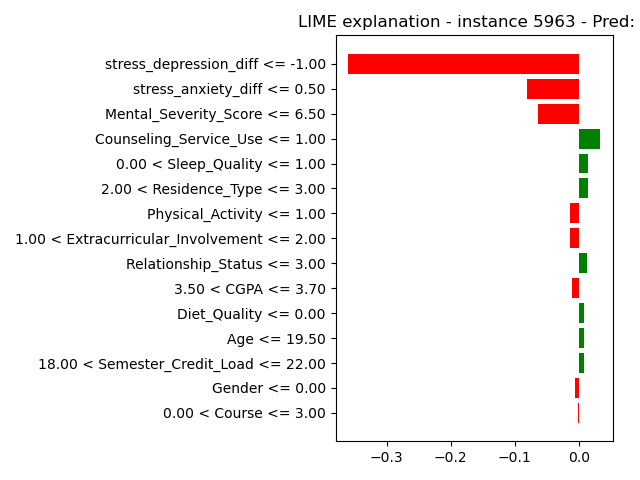 LIME explanation - instance 5963 - Pred:
stress_depression_diff <= -1.00
stress_anxiety_diff <= 0.50
Mental_Severity_Score <= 6.50
Counseling_Service_Use <= 1.00
0.00 < Sleep_Quality <= 1.00
2.00 < Residence_Type <= 3.00
Physical_Activity <= 1.00
1.00 < Extracurricular_Involvement <= 2.00
Relationship_Status <= 3.00
3.50 < CGPA <= 3.70
Diet_Quality <= 0.00
Age <= 19.50
18.00 < Semester_Credit_Load <= 22.00
Gender <= 0.00
0.00 < Course <= 3.00
−0.3 −0.2 −0.1 0.0